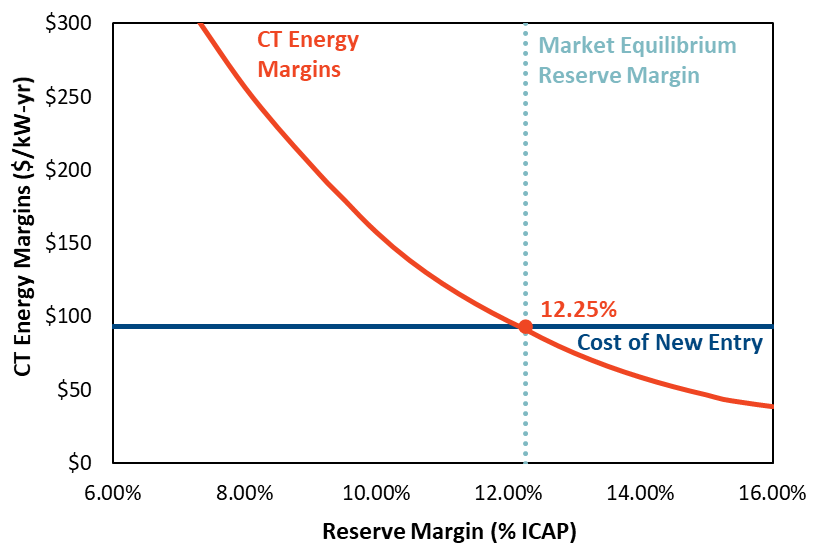 $300
$250
$200
$150
$100
$50
$0
CT Energy Margins ($/kW-yr)
CT Energy
Margins
Market Equilibrium
Reserve Margin
12.25%
Cost of New Entry
6.00%
8.00%
10.00%
12.00%
14.00%
16.00%
Reserve Margin (% ICAP)